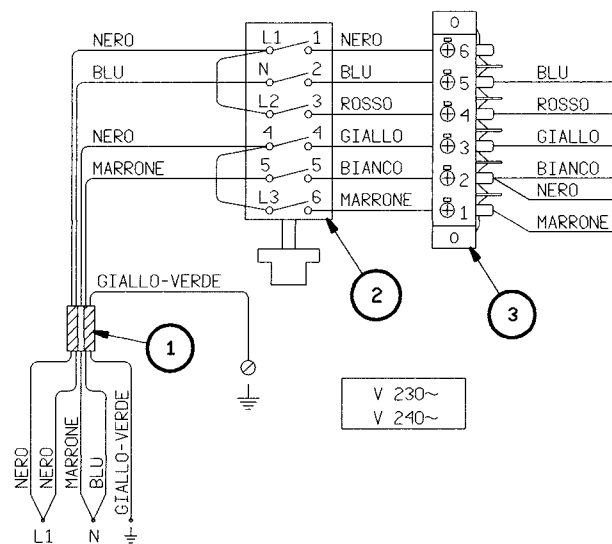 0
NERO L1 1 NERO 6
BLU N 2 BLU 5 BLU
L2 3 ROSSO 4 ROSSO
NERO 4 4 GIALLO 3 GIALLO
MARRONE 5 5 BIANCO 2 BIANCO
NERO
L3 6 MARRONE 1 MARRONE
0
GIALLO-VERDE
2
3
1
V 230~
V 240~
NERO
NERO
MARRONE
BLU
GIALLO-VERDE
L1 N